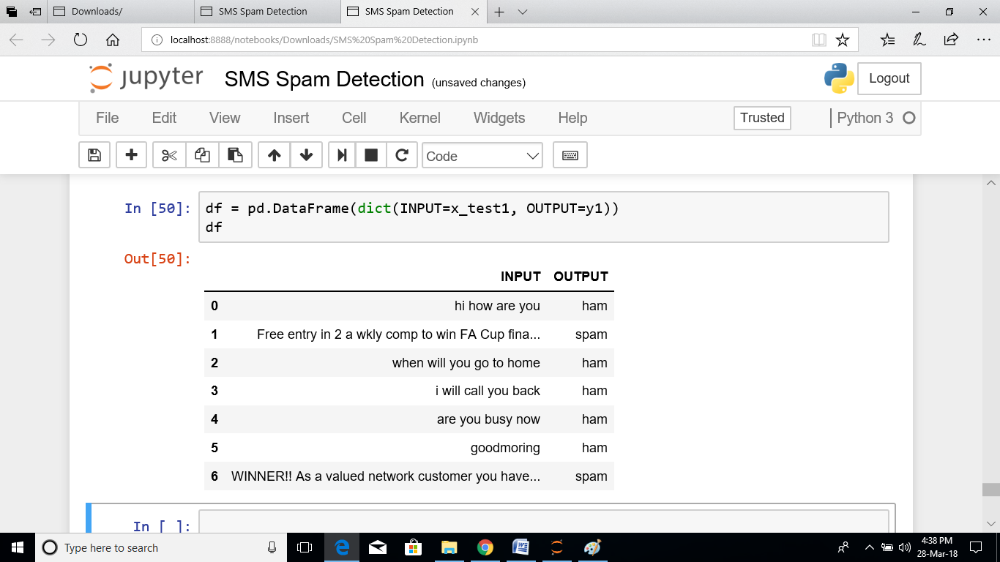 Downloads/
SMS Spam Detection
SMS Spam Detection
localhost:8888/notebooks/Downloads/SMS%20Spam%20Detection.ipynb
jupyter
SMS Spam Detection (unsaved changes)
Logout
File Edit View Insert Cell Kernel Widgets Help
Trusted
Python 3
Code
In [50]: df = pd.DataFrame(dict(INPUT=x_test1, OUTPUT=y1))
df
Out[50]:
INPUT OUTPUT
0 hi how are you ham
1 Free entry in 2 a wkly comp to win FA Cup fina... spam
2 when will you go to home ham
3 i will call you back ham
4 are you busy now ham
5 goodmoring ham
6 WINNER!! As a valued network customer you have... spam
In [ ]:
Type here to search
4:38 PM
28-Mar-18